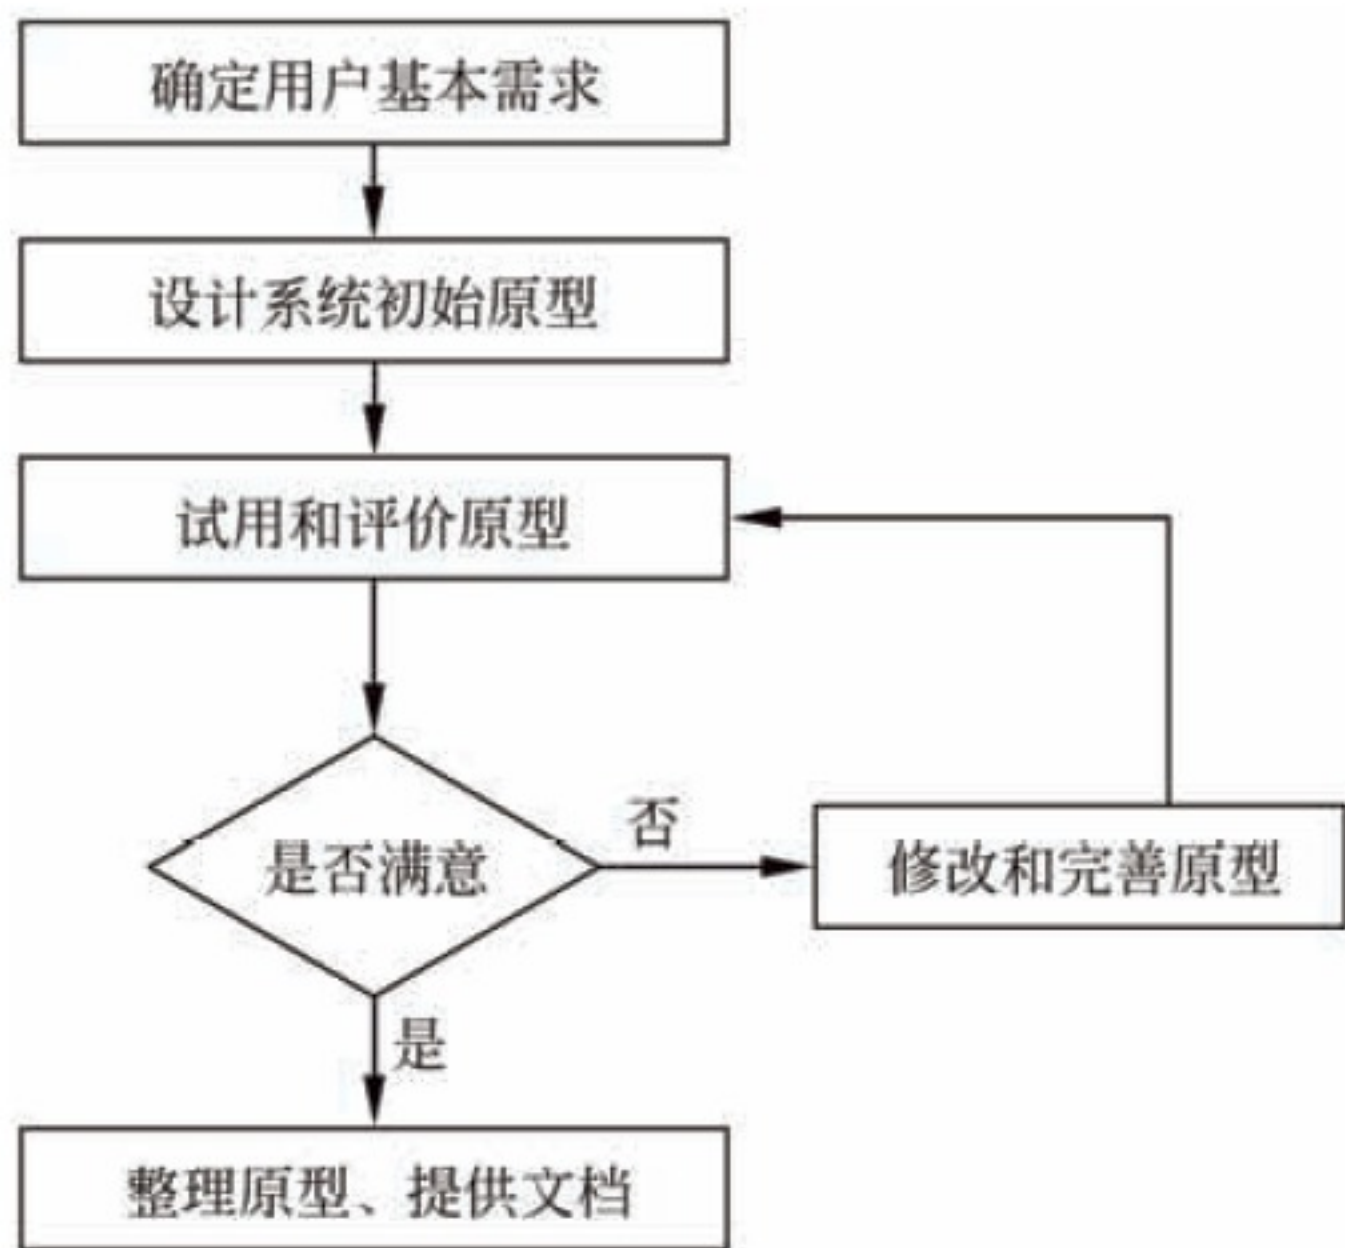 确定用户基本需求
设计系统初始原型
试用和评价原型
是否满意
否
修改和完善原型
是
整理原型、提供文档